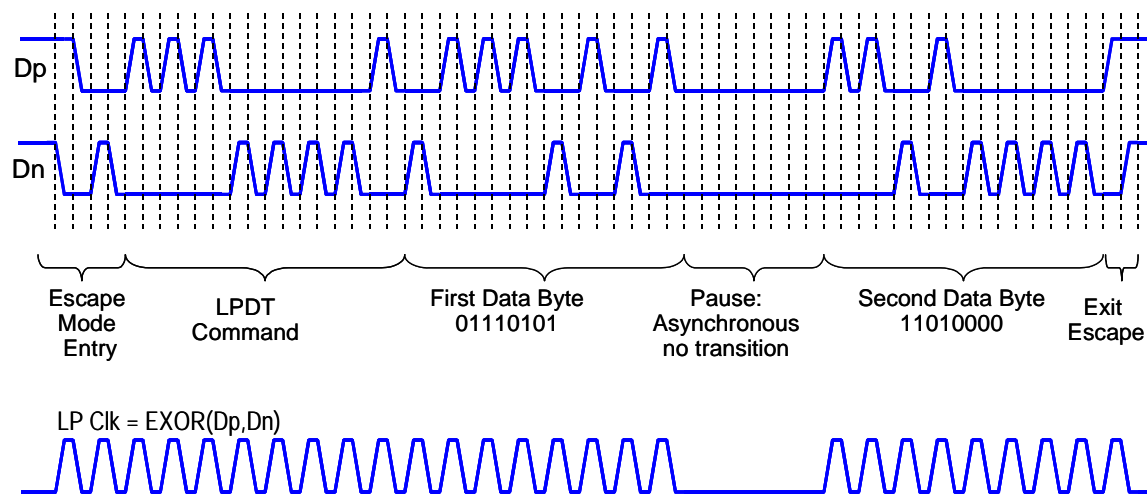 Dp
Dn
Escape
Mode
Entry
LPDT
Command
First Data Byte
01110101
Pause:
Asynchronous
no transition
Second Data Byte
11010000
Exit
Escape
LP Clk = EXOR(Dp,Dn)